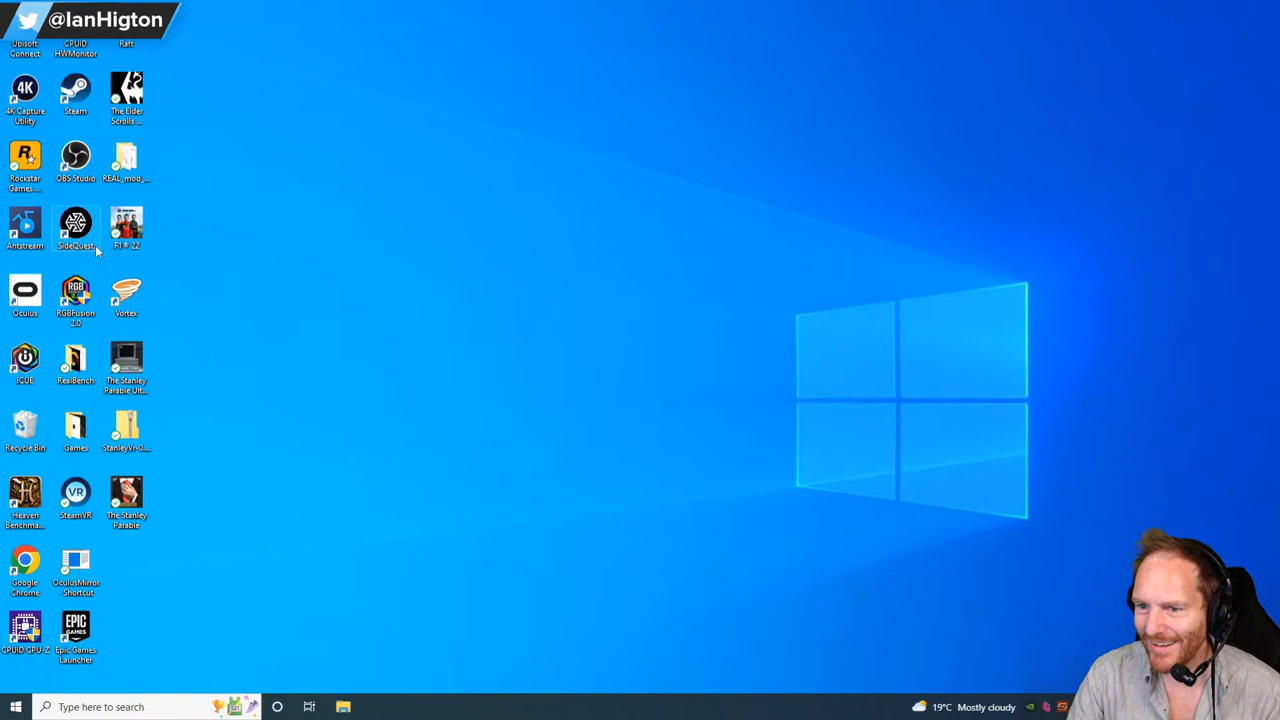 @IanHigton
Ubisoft
Connect
CPUID
HWMonitor
Raft
4K
4K Capture
Utility
Steam
The Elder
Scrolls ...
Rockstar
Games ...
OBS Studio
REAL_mod_...
Antstream
SideQuest
F1® 22
Oculus
RGB
RGBFusion
2.0
Vortex
iCUE
RealBench
The Stanley
Parable Ult...
Recycle Bin
Games
StanleyVr-0....
Heaven
Benchma...
VR
SteamVR
The Stanley
Parable
Google
Chrome
OculusMirror
- Shortcut
CPUID CPU-Z
EPIC
GAMES
Epic Games
Launcher
Type here to search
19°C Mostly cloudy